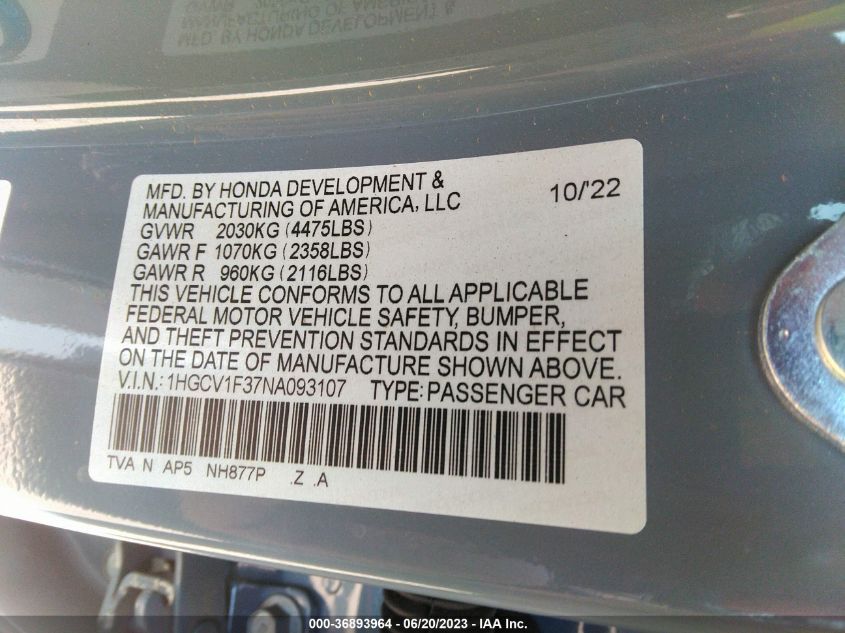 MFD. BY HONDA DEVELOPMENT &
MANUFACTURING OF AMERICA, LLC 10/'22
GVWR 2030KG (4475LBS)
GAWR F 1070KG (2358LBS)
GAWR R 960KG (2116LBS)
THIS VEHICLE CONFORMS TO ALL APPLICABLE
FEDERAL MOTOR VEHICLE SAFETY, BUMPER,
AND THEFT PREVENTION STANDARDS IN EFFECT
ON THE DATE OF MANUFACTURE SHOWN ABOVE.
V.I.N.: 1HGCV1F37NA093107 TYPE: PASSENGER CAR
TVA N AP5 NH877P .Z .A
000-36893964 - 06/20/2023 - IAA Inc.